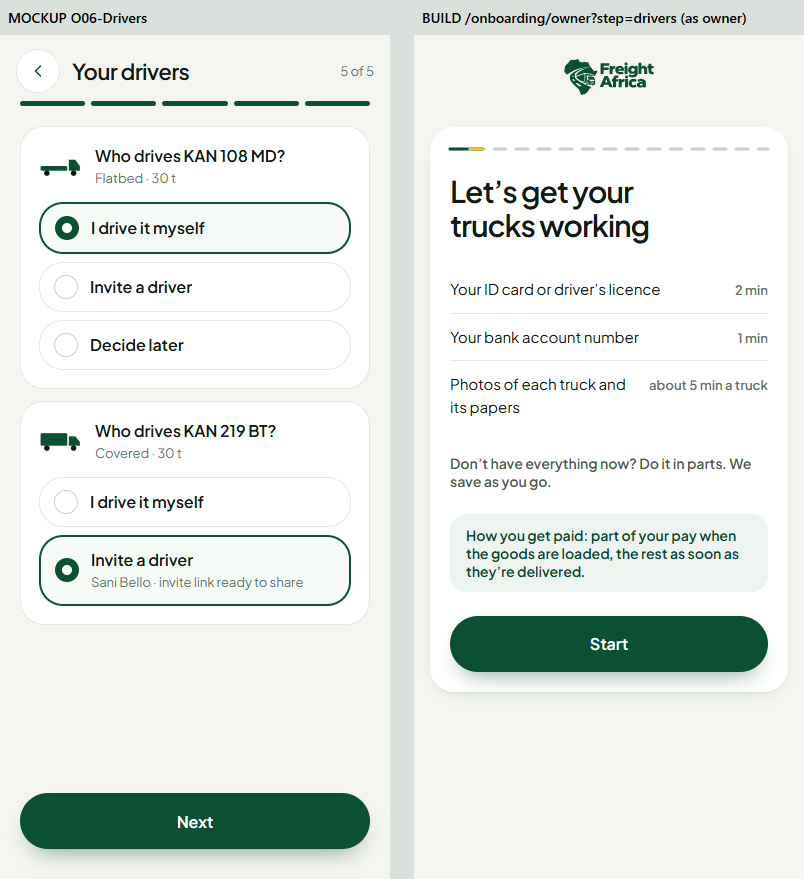 MOCKUP O06-Drivers
Your drivers
5 of 5
Who drives KAN 108 MD?
Flatbed · 30 t
I drive it myself
Invite a driver
Decide later
Who drives KAN 219 BT?
Covered · 30 t
I drive it myself
Invite a driver
Sani Bello · invite link ready to share
Next
BUILD /onboarding/owner?step=drivers (as owner)
Freight
Africa
Let’s get your
trucks working
Your ID card or driver’s licence 2 min
Your bank account number 1 min
Photos of each truck and about 5 min a truck
its papers
Don’t have everything now? Do it in parts. We
save as you go.
How you get paid: part of your pay when
the goods are loaded, the rest as soon as
they’re delivered.
Start